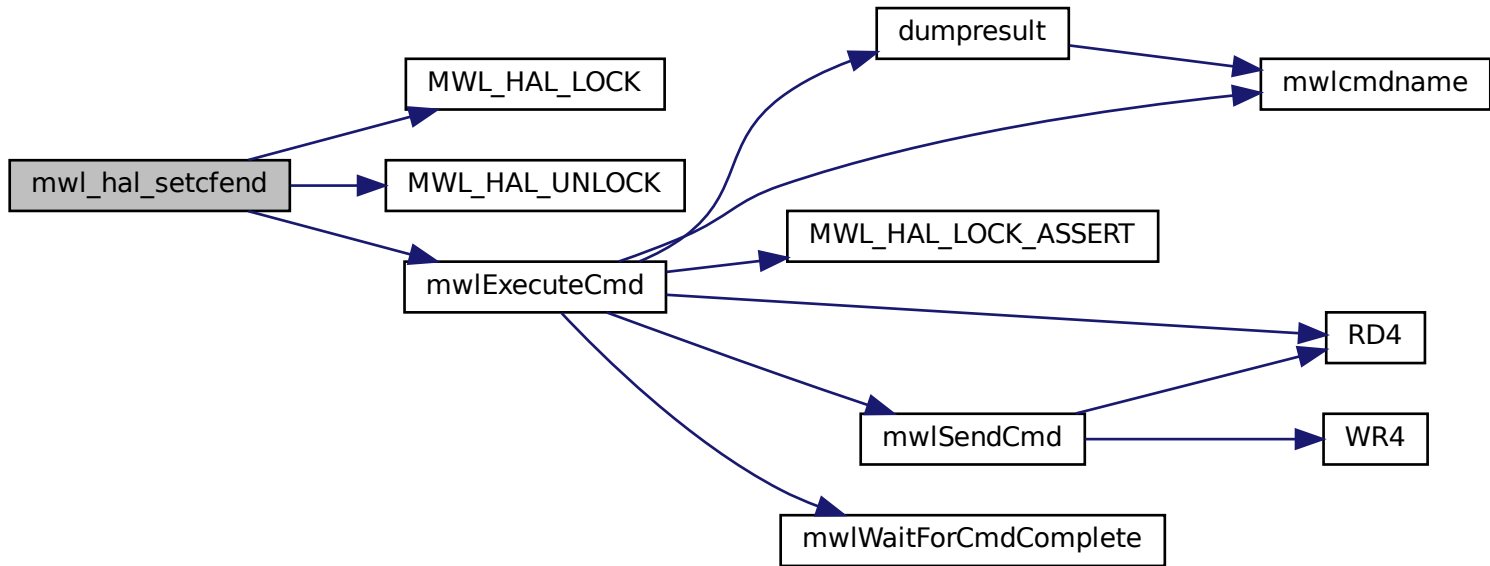 mwl_hal_setcfend
MWL_HAL_LOCK
MWL_HAL_UNLOCK
mwlExecuteCmd
dumpresult
mwlcmdname
MWL_HAL_LOCK_ASSERT
RD4
mwlSendCmd
WR4
mwlWaitForCmdComplete